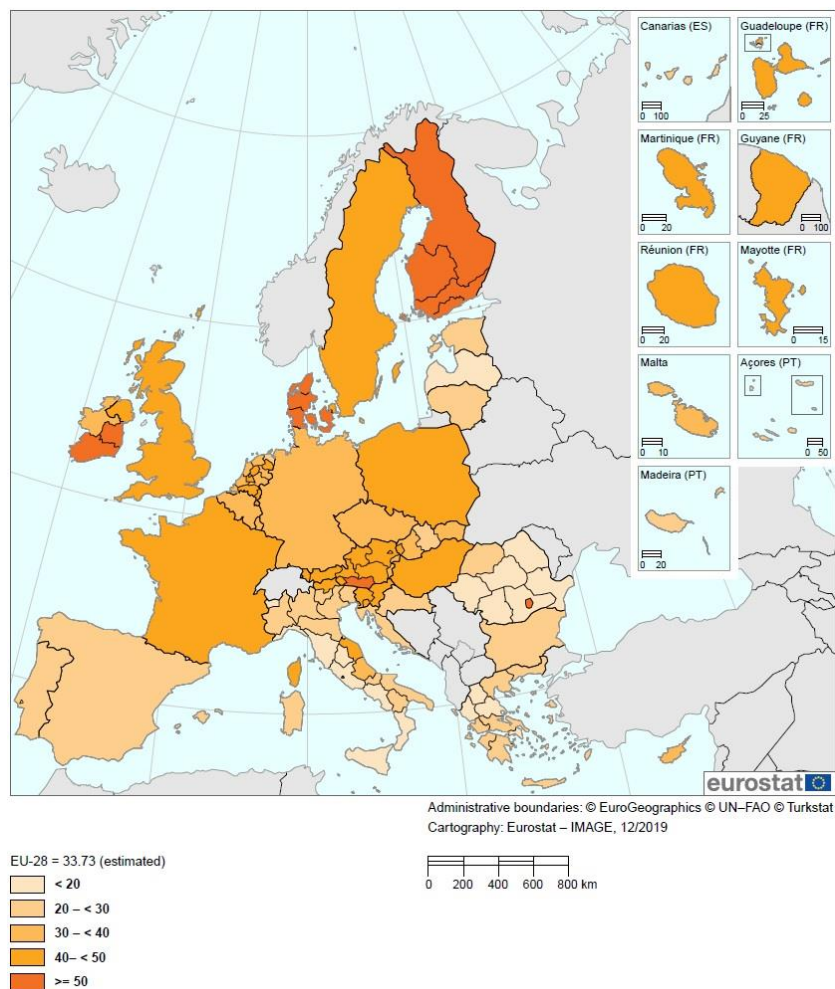 Canarias (ES)
0 100
Guadeloupe (FR)
0 25
Martinique (FR)
0 20
Guyane (FR)
0 100
Réunion (FR)
0 20
Mayotte (FR)
0 15
Malta
0 10
Açores (PT)
0 50
Madeira (PT)
0 20
eurostat
Administrative boundaries: © EuroGeographics © UN–FAO © Turkstat
Cartography: Eurostat – IMAGE, 12/2019
0 200 400 600 800 km
EU-28 = 33.73 (estimated)
< 20
20 – < 30
30 – < 40
40– < 50
>= 50